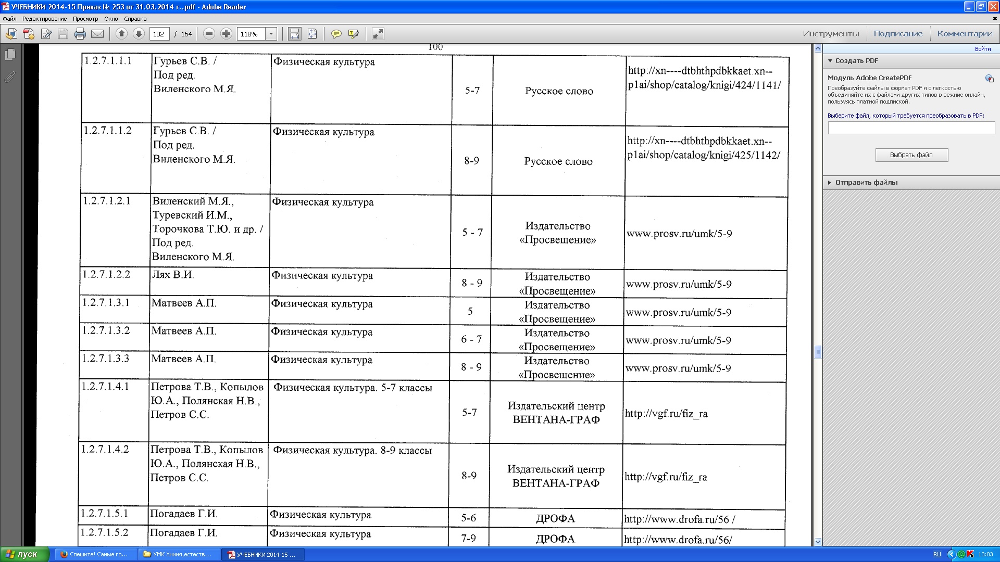 УЧЕБНИКИ 2014-15 Приказ № 253 от 31.03.2014 г..pdf - Adobe Reader
Файл Редактирование Просмотр Окно Справка
102 / 164 118% Инструменты Подписание Комментарии
Войти
Создать PDF
Модуль Adobe CreatePDF
Преобразуйте файлы в формат PDF и с легкостью
объединяйте их с файлами других типов в режиме онлайн,
пользуясь платной подпиской.
Выберите файл, который требуется преобразовать в PDF:
Выбрать файл
Отправить файлы
100
1.2.7.1.1.1 Гурьев С.В. / Физическая культура
Под ред.
Виленского М.Я.
5-7 Русское слово
http://xn----dtbhthpdbkkaet.xn--
p1ai/shop/catalog/knigi/424/1141/
1.2.7.1.1.2 Гурьев С.В. / Физическая культура
Под ред.
Виленского М.Я.
8-9 Русское слово
http://xn----dtbhthpdbkkaet.xn--
p1ai/shop/catalog/knigi/425/1142/
1.2.7.1.2.1 Виленский М.Я., Физическая культура
Туревский И.М.,
Торочкова Т.Ю. и др. /
Под ред.
Виленского М.Я.
5 - 7 Издательство
«Просвещение»
www.prosv.ru/umk/5-9
1.2.7.1.2.2 Лях В.И. Физическая культура 8 - 9 Издательство
«Просвещение»
www.prosv.ru/umk/5-9
1.2.7.1.3.1 Матвеев А.П. Физическая культура 5 Издательство
«Просвещение»
www.prosv.ru/umk/5-9
1.2.7.1.3.2 Матвеев А.П. Физическая культура 6 - 7 Издательство
«Просвещение»
www.prosv.ru/umk/5-9
1.2.7.1.3.3 Матвеев А.П. Физическая культура 8 - 9 Издательство
«Просвещение»
www.prosv.ru/umk/5-9
1.2.7.1.4.1 Петрова Т.В., Копылов Физическая культура. 5-7 классы
Ю.А., Полянская Н.В.,
Петров С.С.
5-7 Издательский центр
ВЕНТАНА-ГРАФ
http://vgf.ru/fiz_ra
1.2.7.1.4.2 Петрова Т.В., Копылов Физическая культура. 8-9 классы
Ю.А., Полянская Н.В.,
Петров С.С.
8-9 Издательский центр
ВЕНТАНА-ГРАФ
http://vgf.ru/fiz_ra
1.2.7.1.5.1 Погадаев Г.И. Физическая культура 5-6 ДРОФА http://www.drofa.ru/56 /
1.2.7.1.5.2 Погадаев Г.И. Физическая культура 7-9 ДРОФА http://www.drofa.ru/56/
пуск Спешите! Самые го... УМК Химия,естеств... УЧЕБНИКИ 2014-15 ... RU 13:03